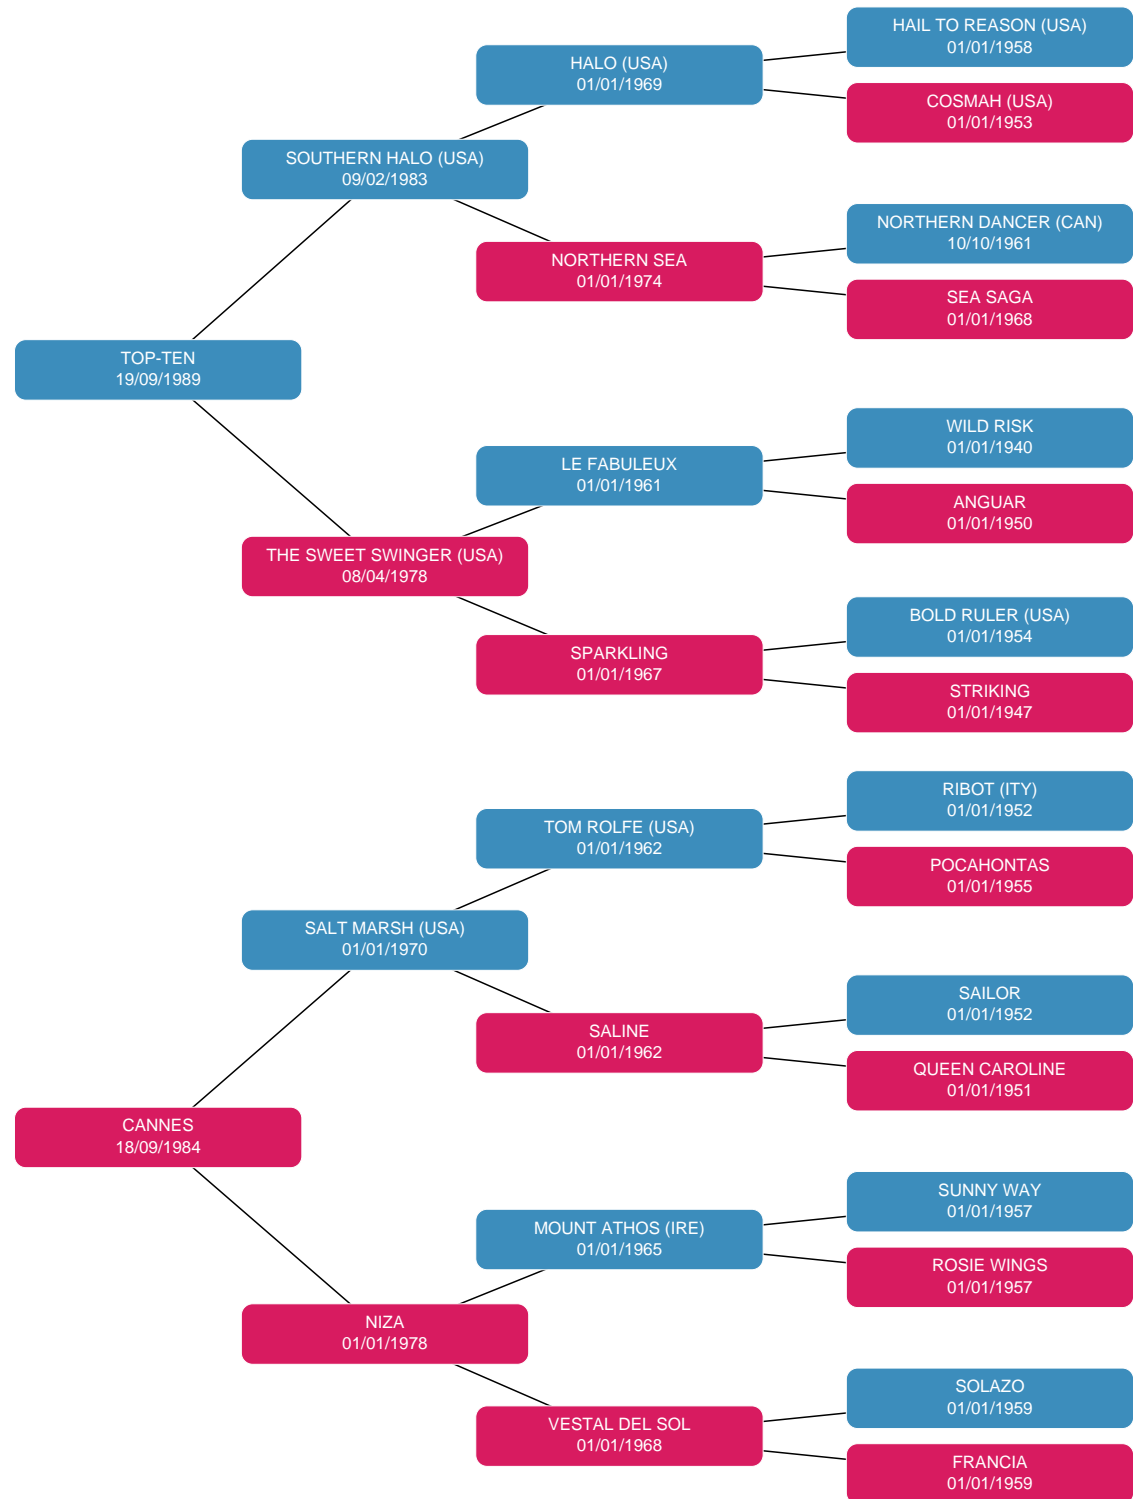 HAIL TO REASON (USA)
01/01/1958
HALO (USA)
01/01/1969
COSMAH (USA)
01/01/1953
SOUTHERN HALO (USA)
09/02/1983
NORTHERN DANCER (CAN)
10/10/1961
NORTHERN SEA
01/01/1974
SEA SAGA
01/01/1968
TOP-TEN
19/09/1989
WILD RISK
01/01/1940
LE FABULEUX
01/01/1961
ANGUAR
01/01/1950
THE SWEET SWINGER (USA)
08/04/1978
BOLD RULER (USA)
01/01/1954
SPARKLING
01/01/1967
STRIKING
01/01/1947
RIBOT (ITY)
01/01/1952
TOM ROLFE (USA)
01/01/1962
POCAHONTAS
01/01/1955
SALT MARSH (USA)
01/01/1970
SAILOR
01/01/1952
SALINE
01/01/1962
QUEEN CAROLINE
01/01/1951
CANNES
18/09/1984
SUNNY WAY
01/01/1957
MOUNT ATHOS (IRE)
01/01/1965
ROSIE WINGS
01/01/1957
NIZA
01/01/1978
SOLAZO
01/01/1959
VESTAL DEL SOL
01/01/1968
FRANCIA
01/01/1959